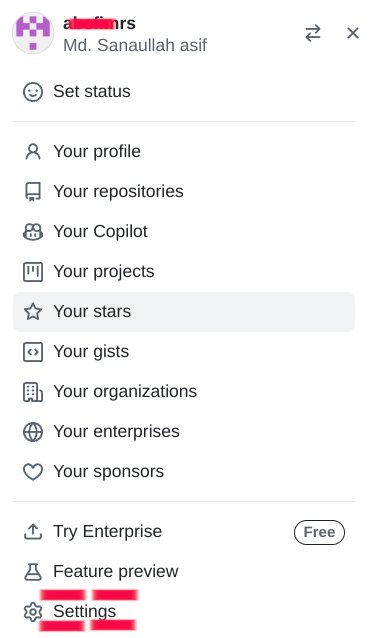 Md. Sanaullah asif
Set status
Your profile
Your repositories
Your Copilot
Your projects
Your stars
Your gists
Your organizations
Your enterprises
Your sponsors
Try Enterprise Free
Feature preview
Settings